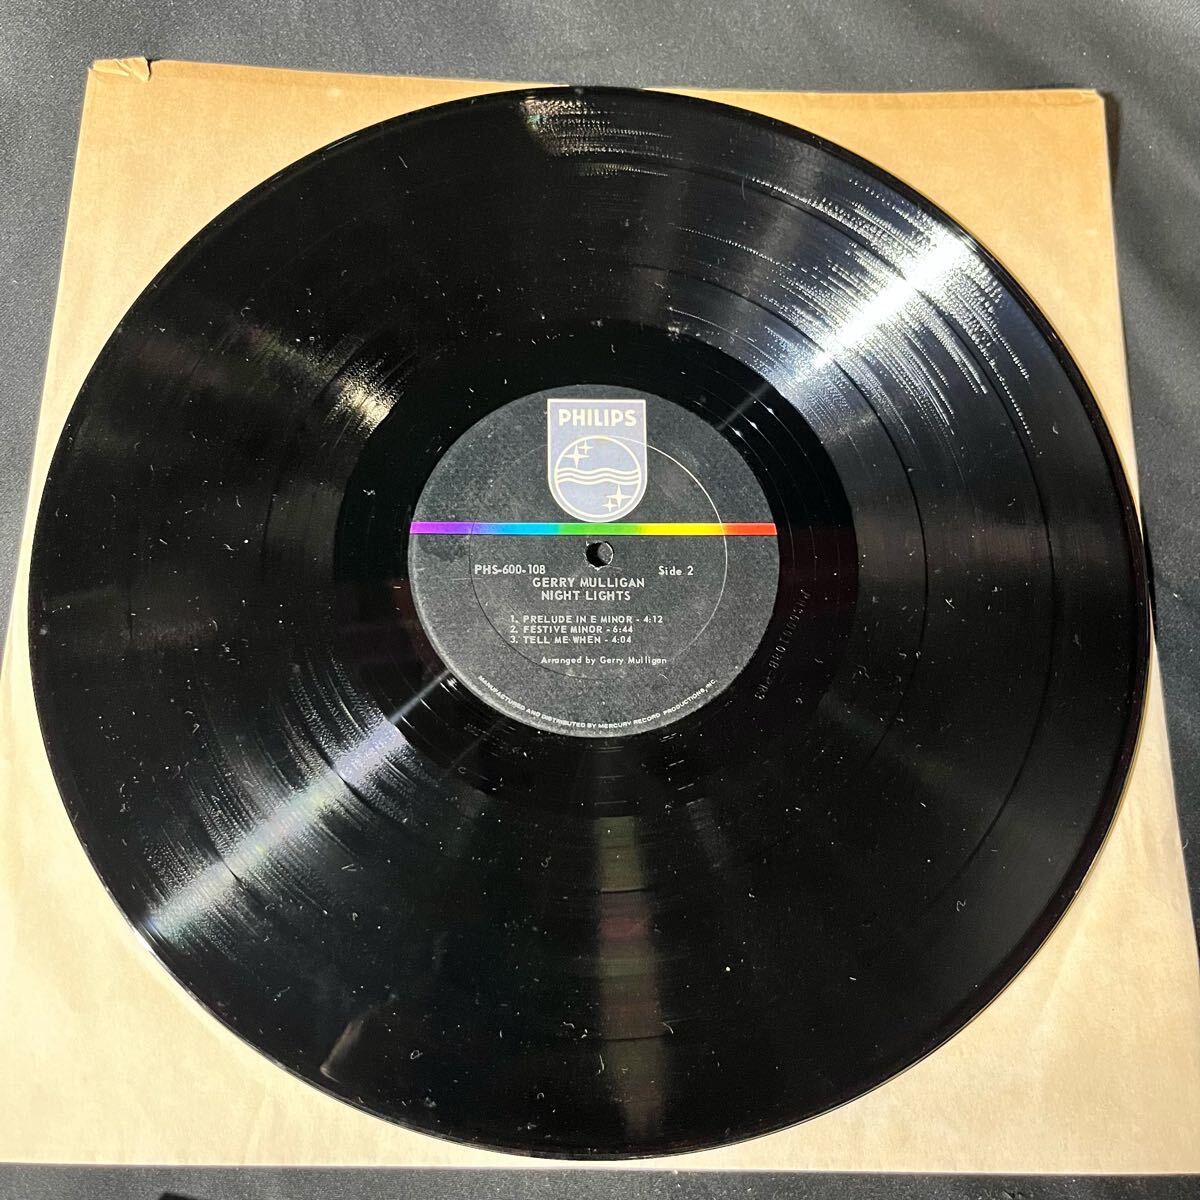 PHILIPS
PHS-600-108 Side 2
GERRY MULLIGAN
NIGHT LIGHTS
1. PRELUDE IN E MINOR - 4:12
2. FESTIVE MINOR - 6:44
3. TELL ME WHEN - 4:04
Arranged by Gerry Mulligan
MANUFACTURED AND DISTRIBUTED BY MERCURY RECORD PRODUCTIONS, INC.